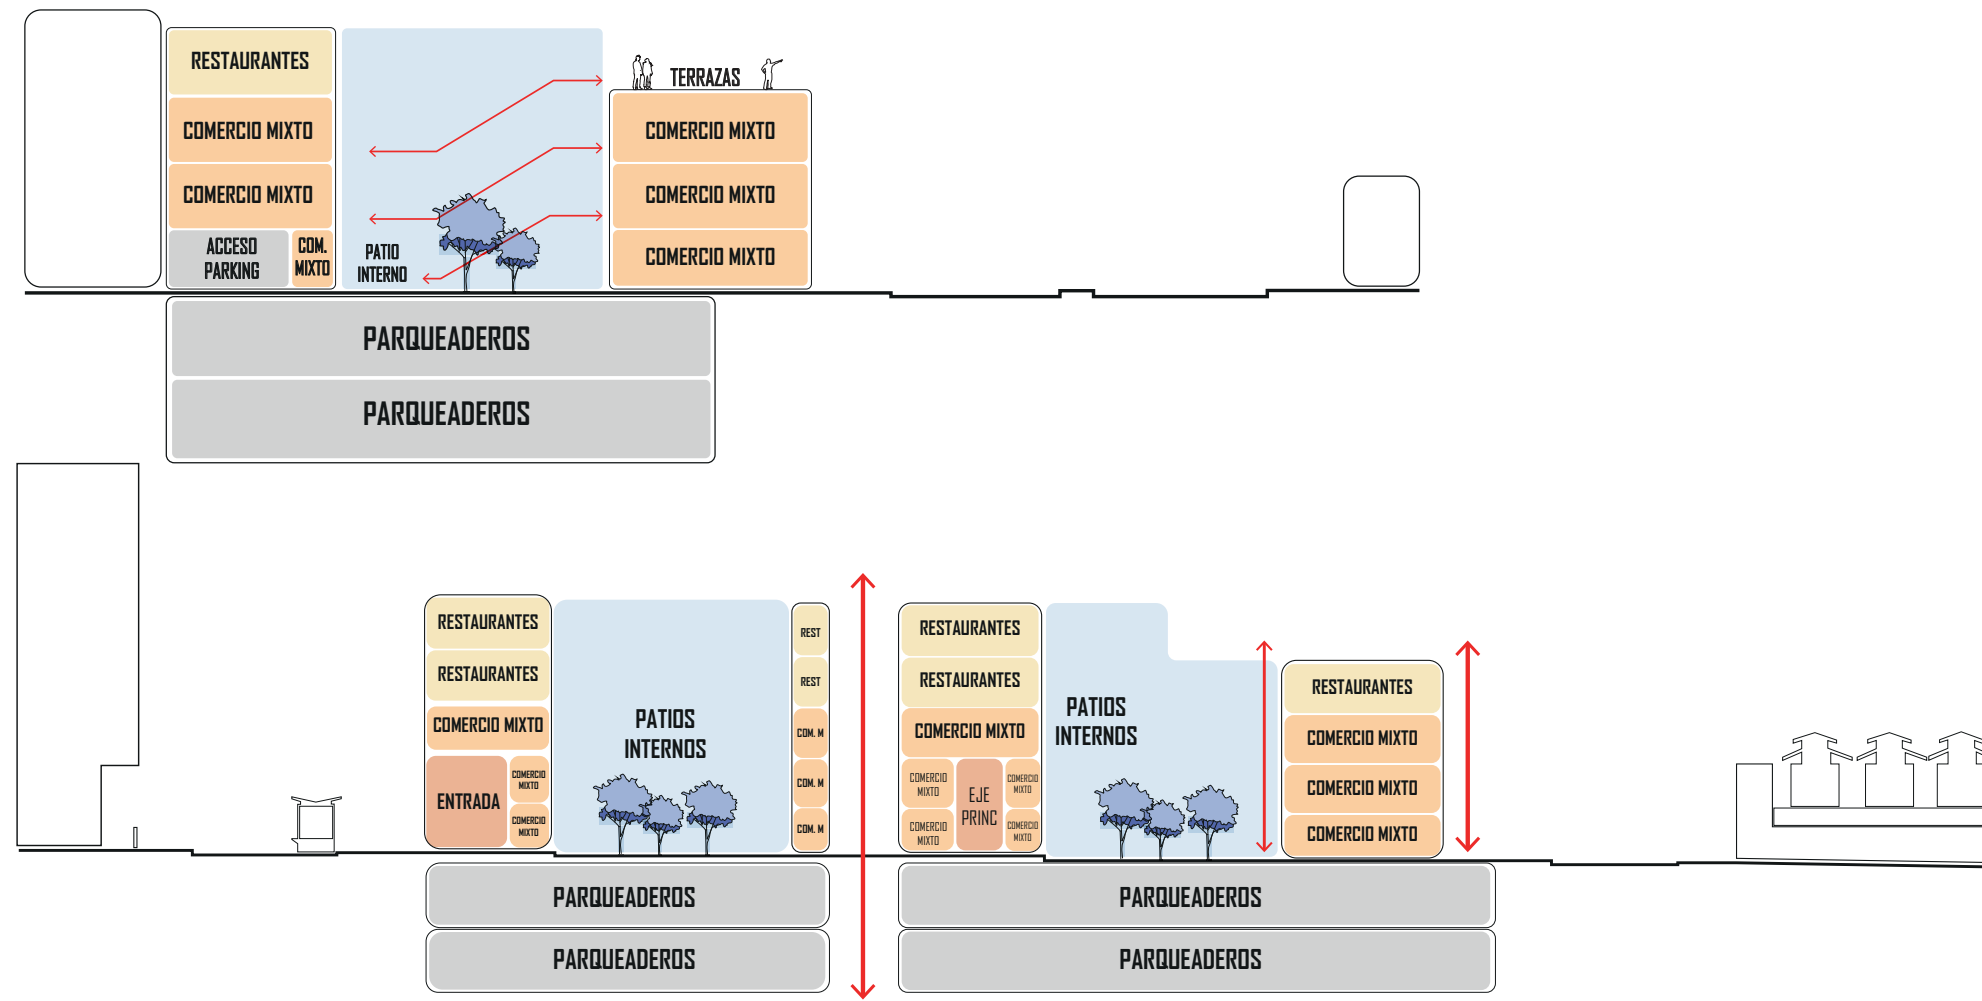 RESTAURANTES
COMERCIO MIXTO
COMERCIO MIXTO
ACCESO
PARKING
COM.
MIXTO
PATIO
INTERNO
TERRAZAS
COMERCIO MIXTO
COMERCIO MIXTO
COMERCIO MIXTO
PARQUEADEROS
PARQUEADEROS
RESTAURANTES
RESTAURANTES
COMERCIO MIXTO
ENTRADA
COMERCIO
MIXTO
COMERCIO
MIXTO
PATIOS
INTERNOS
REST
REST
COM. M
COM. M
COM. M
PARQUEADEROS
PARQUEADEROS
RESTAURANTES
RESTAURANTES
COMERCIO MIXTO
COMERCIO
MIXTO
COMERCIO
MIXTO
EJE
PRINC
COMERCIO
MIXTO
COMERCIO
MIXTO
PATIOS
INTERNOS
RESTAURANTES
COMERCIO MIXTO
COMERCIO MIXTO
COMERCIO MIXTO
PARQUEADEROS
PARQUEADEROS